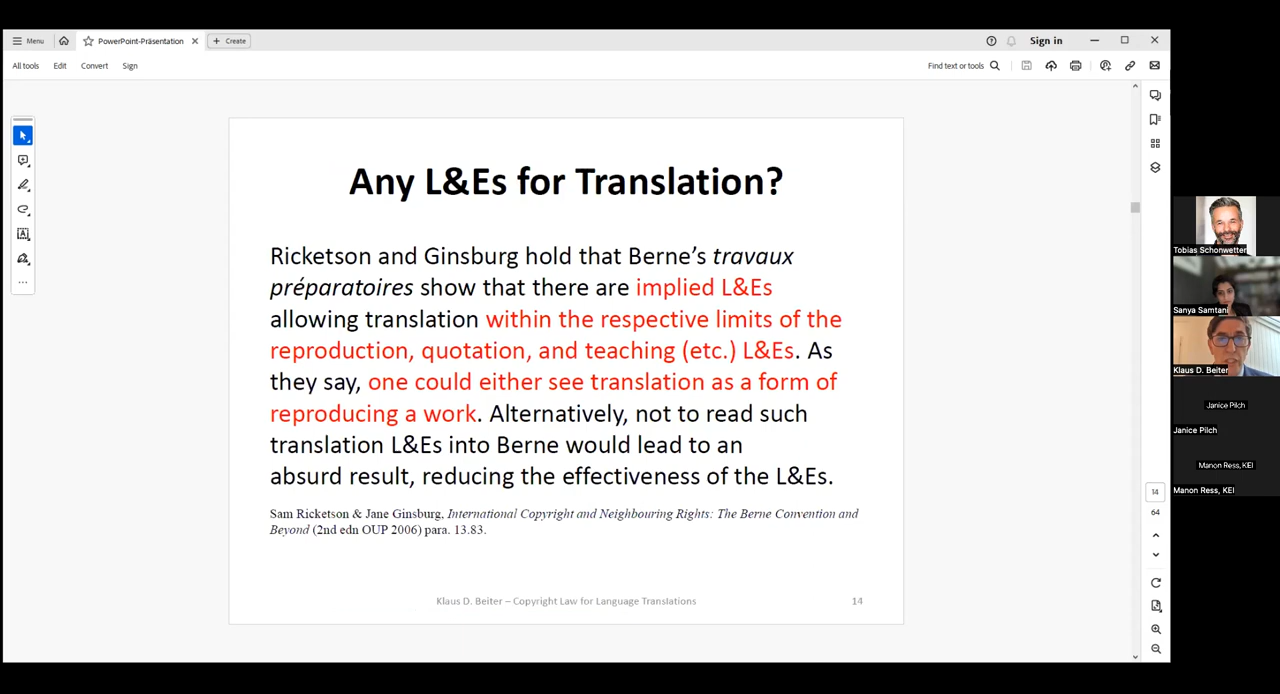 Menu
PowerPoint-Präsentation
Create
Sign in
All tools
Edit
Convert
Sign
Find text or tools
Any L&Es for Translation?
Ricketson and Ginsburg hold that Berne's travaux
préparatoires show that there are implied L&Es
allowing translation within the respective limits of the
reproduction, quotation, and teaching (etc.) L&Es. As
they say, one could either see translation as a form of
reproducing a work. Alternatively, not to read such
translation L&Es into Berne would lead to an
absurd result, reducing the effectiveness of the L&Es.
Sam Ricketson & Jane Ginsburg, International Copyright and Neighbouring Rights: The Berne Convention and
Beyond (2nd edn OUP 2006) para. 13.83.
Klaus D. Beiter – Copyright Law for Language Translations
14
14
64
Tobias Schonwetter
Sanya Samtani
Klaus D. Beiter
Janice Pilch
Janice Pilch
Manon Ress, KEI
Manon Ress, KEI